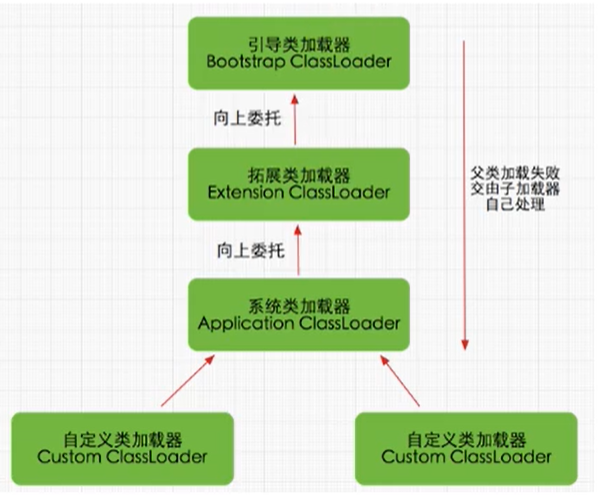 引导类加载器
Bootstrap ClassLoader
向上委托
拓展类加载器
Extension ClassLoader
父类加载失败
交由子加载器
自己处理
向上委托
系统类加载器
Application ClassLoader
自定义类加载器
Custom ClassLoader
自定义类加载器
Custom ClassLoader